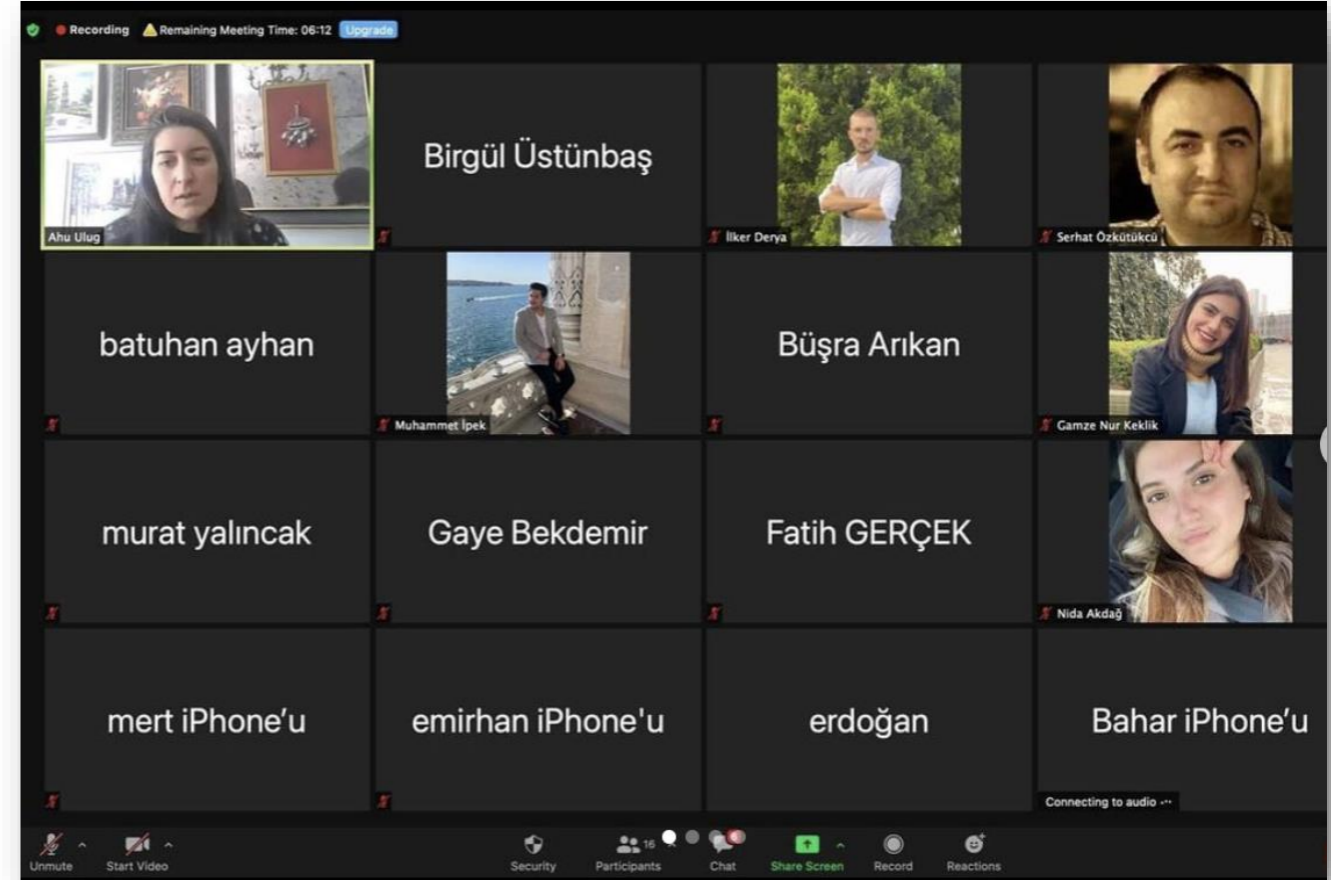 Recording Remaining Meeting Time: 06:12 Upgrade
Ahu Ulug
Birgül Üstünbaş
İlker Derya
Serhat Özkütükcü
batuhan ayhan
Muhammet İpek
Büşra Arıkan
Gamze Nur Keklik
murat yalıncak
Gaye Bekdemir
Fatih GERÇEK
Nida Akdağ
mert iPhone’u
emirhan iPhone'u
erdoğan
Bahar iPhone’u
Connecting to audio ···
Unmute Start Video Security Participants 16 Chat Share Screen Record Reactions